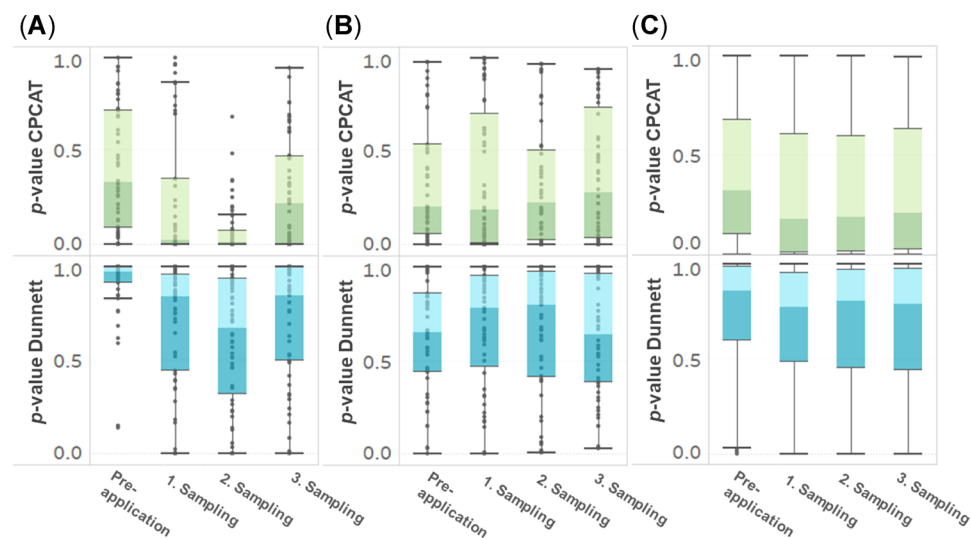 (A)
(B)
(C)
p-value CPCAT
1.0
0.5
0.0
p-value CPCAT
1.0
0.5
0.0
p-value CPCAT
1.0
0.5
0.0
p-value Dunnett
1.0
0.5
0.0
p-value Dunnett
1.0
0.5
0.0
p-value Dunnett
1.0
0.5
0.0
Pre-
application
1. Sampling
2. Sampling
3. Sampling
Pre-
application
1. Sampling
2. Sampling
3. Sampling
Pre-
application
1. Sampling
2. Sampling
3. Sampling